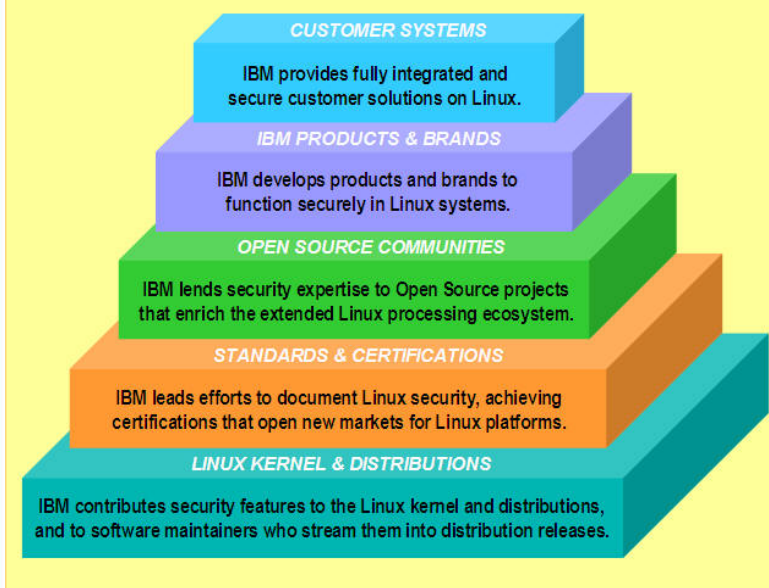 CUSTOMER SYSTEMS
IBM provides fully integrated and
secure customer solutions on Linux.
IBM PRODUCTS & BRANDS
IBM develops products and brands to
function securely in Linux systems.
OPEN SOURCE COMMUNITIES
IBM lends security expertise to Open Source projects
that enrich the extended Linux processing ecosystem.
STANDARDS & CERTIFICATIONS
IBM leads efforts to document Linux security, achieving
certifications that open new markets for Linux platforms.
LINUX KERNEL & DISTRIBUTIONS
IBM contributes security features to the Linux kernel and distributions,
and to software maintainers who stream them into distribution releases.